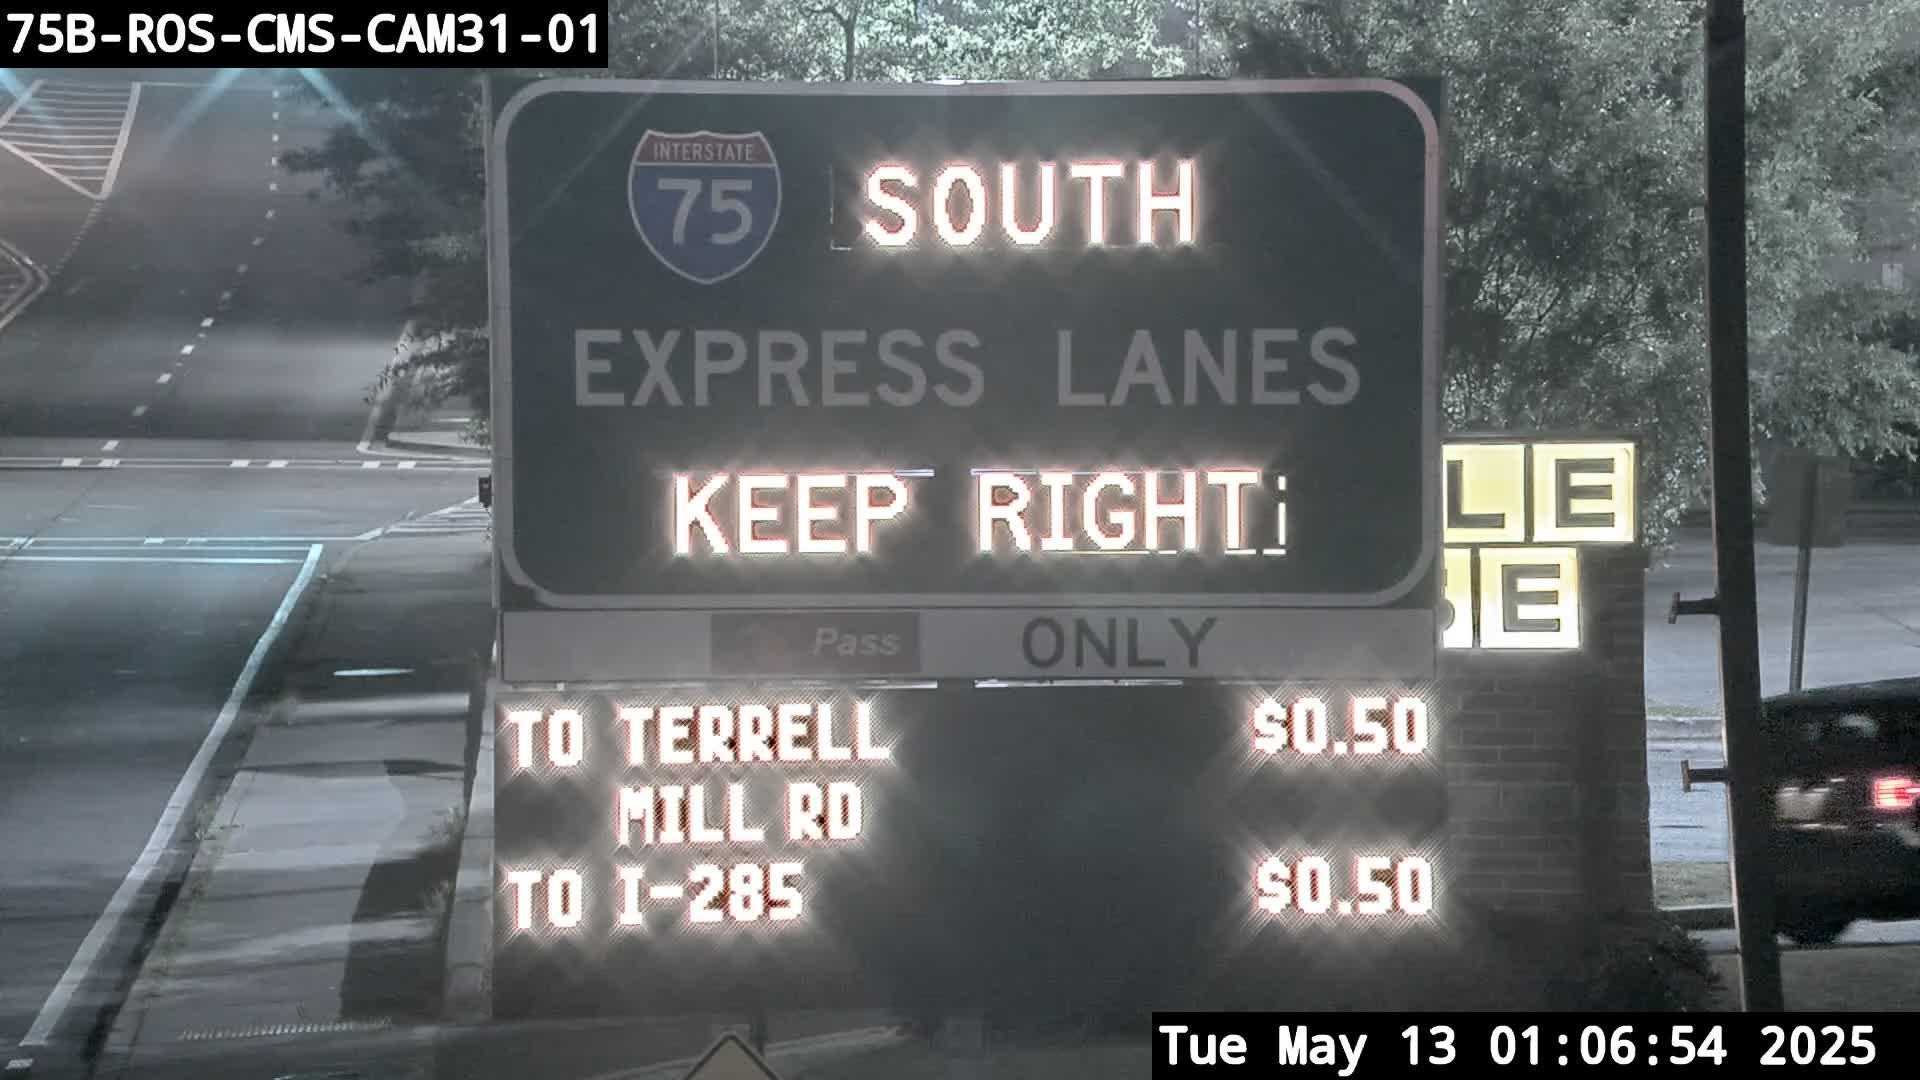 75B-ROS-CMS-CAM31-01
INTERSTATE
75
SOUTH
EXPRESS LANES
KEEP RIGHT
Pass ONLY
TO TERRELL $0.50
MILL RD
TO I-285 $0.50
LE
E
Tue May 13 01:06:54 2025